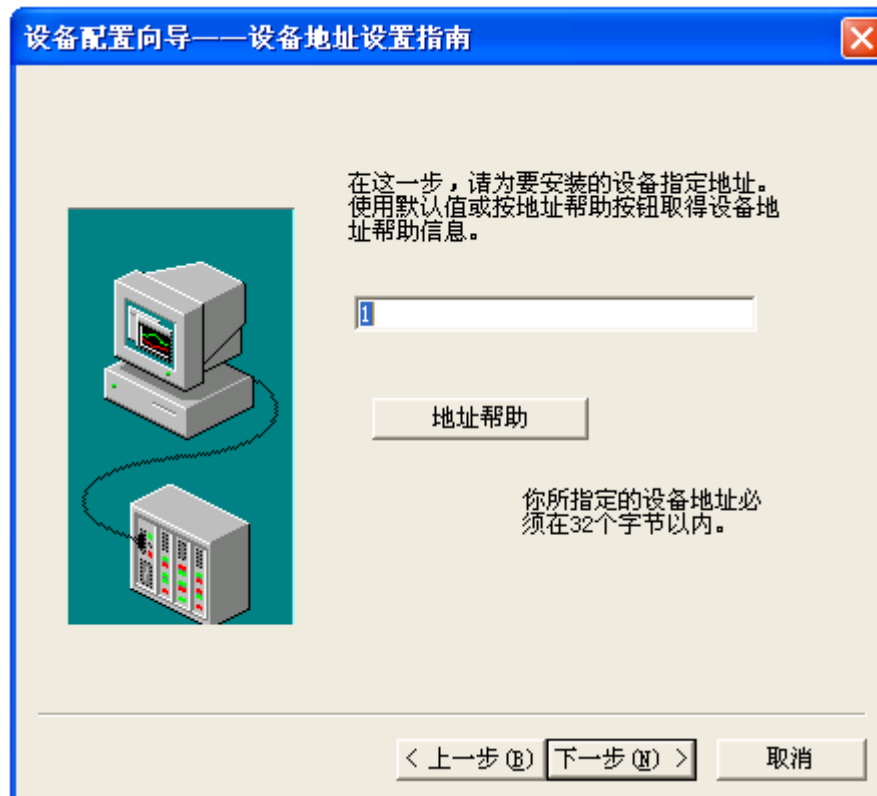 设备配置向导——设备地址设置指南
在这一步，请为要安装的设备指定地址。
使用默认值或按地址帮助按钮取得设备地
址帮助信息。
1
地址帮助
你所指定的设备地址必
须在32个字节以内。
< 上一步(B) 下一步(N) > 取消